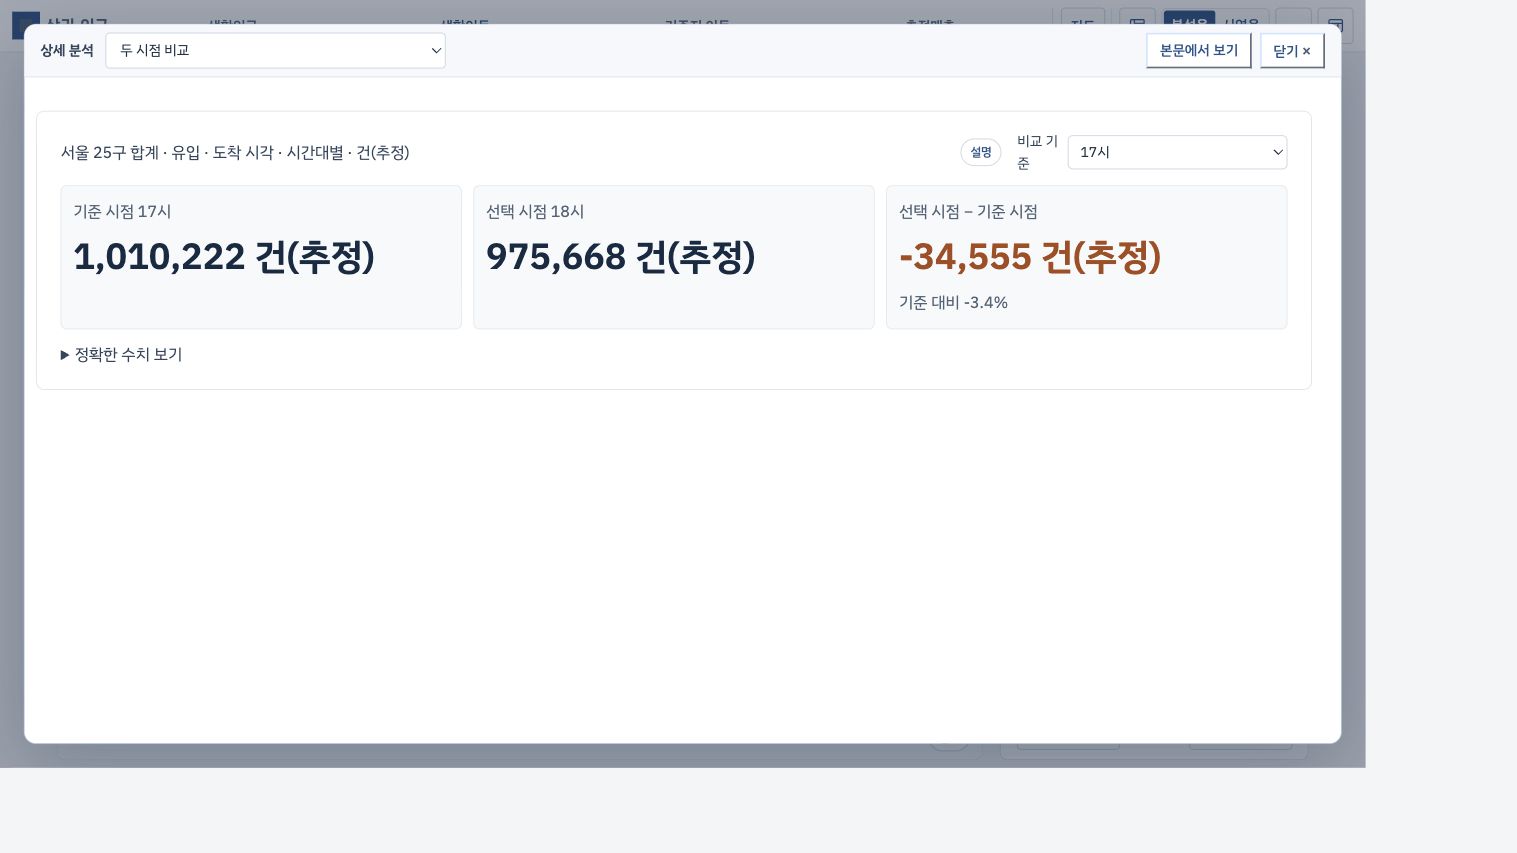 상세 분석
두 시점 비교
본문에서 보기
닫기 ×
서울 25구 합계 · 유입 · 도착 시각 · 시간대별 · 건(추정)
설명
비교 기
준
17시
기준 시점 17시
1,010,222 건(추정)
선택 시점 18시
975,668 건(추정)
선택 시점 − 기준 시점
-34,555 건(추정)
기준 대비 -3.4%
▶ 정확한 수치 보기